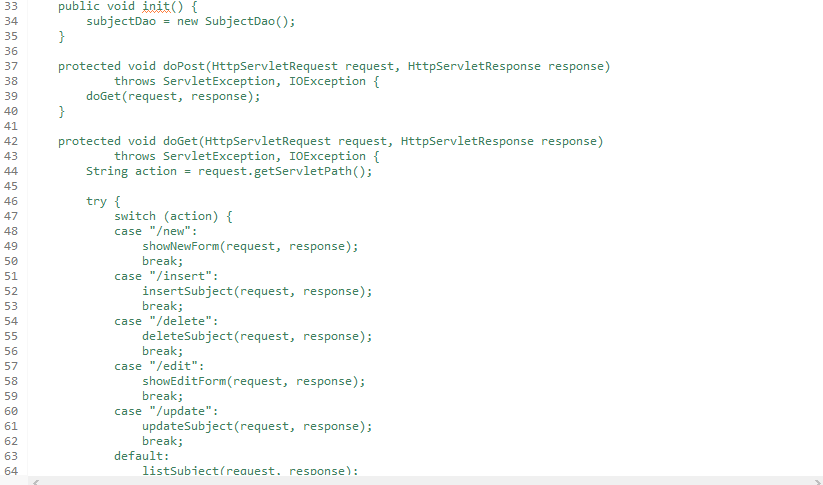 33 public void init() {
34 subjectDao = new SubjectDao();
35 }
36
37 protected void doPost(HttpServletRequest request, HttpServletResponse response)
38 throws ServletException, IOException {
39 doGet(request, response);
40 }
41
42 protected void doGet(HttpServletRequest request, HttpServletResponse response)
43 throws ServletException, IOException {
44 String action = request.getServletPath();
45
46 try {
47 switch (action) {
48 case "/new":
49 showNewForm(request, response);
50 break;
51 case "/insert":
52 insertSubject(request, response);
53 break;
54 case "/delete":
55 deleteSubject(request, response);
56 break;
57 case "/edit":
58 showEditForm(request, response);
59 break;
60 case "/update":
61 updateSubject(request, response);
62 break;
63 default:
64 listSubject(request, response);